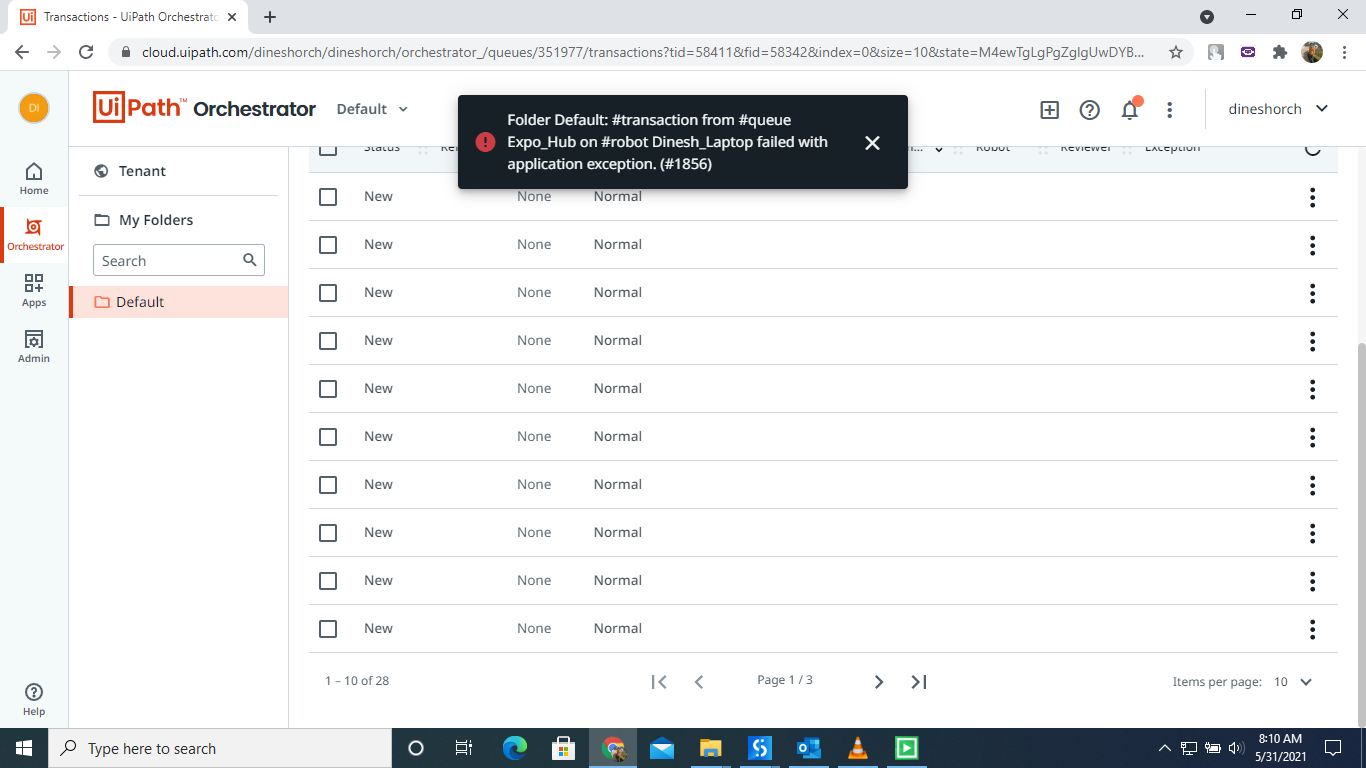 Transactions - UiPath Orchestrato
cloud.uipath.com/dineshorch/dineshorch/orchestrator_/queues/351977/transactions?tid=58411&fid=58342&index=0&size=10&state=M4ewTgLgPgZglgUwDYB...
DI
UiPath™ Orchestrator
Default
dineshorch
Folder Default: #transaction from #queue
Expo_Hub on #robot Dinesh_Laptop failed with
application exception. (#1856)
Home
Orchestrator
Apps
Admin
Help
Tenant
My Folders
Search
Default
Status Robot Reviewer Exception
New None Normal
New None Normal
New None Normal
New None Normal
New None Normal
New None Normal
New None Normal
New None Normal
New None Normal
New None Normal
1 – 10 of 28
Page 1 / 3
Items per page: 10
Type here to search
8:10 AM
5/31/2021